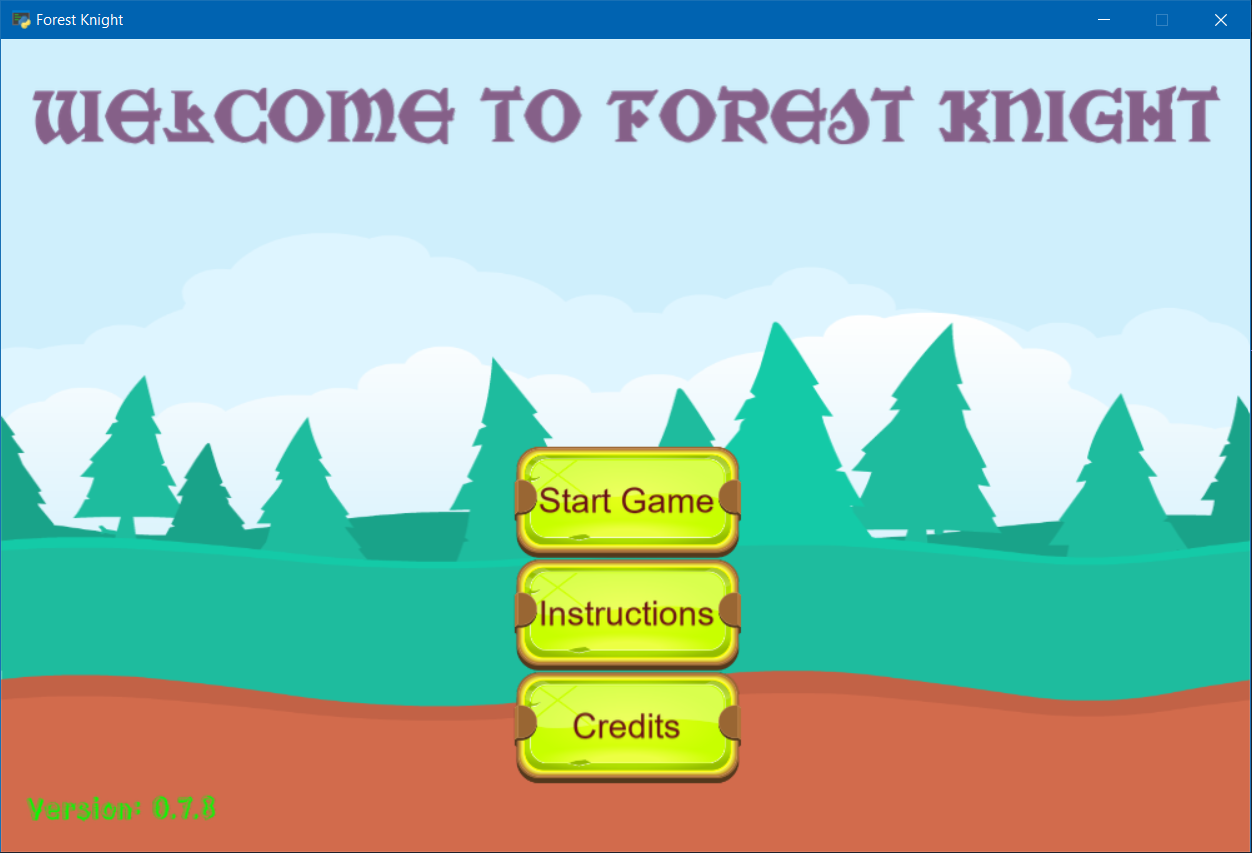 Forest Knight
WELCOME TO FOREST KNIGHT
Start Game
Instructions
Credits
Version: 0.7.8